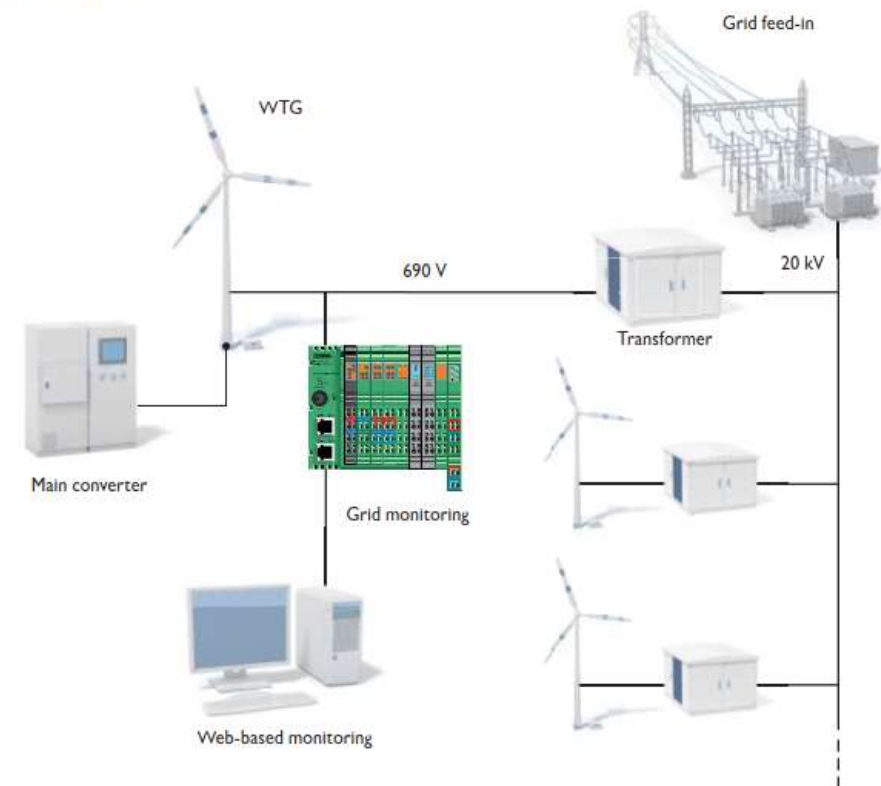 Grid feed-in
WTG
690 V
20 kV
Transformer
Main converter
Grid monitoring
Web-based monitoring